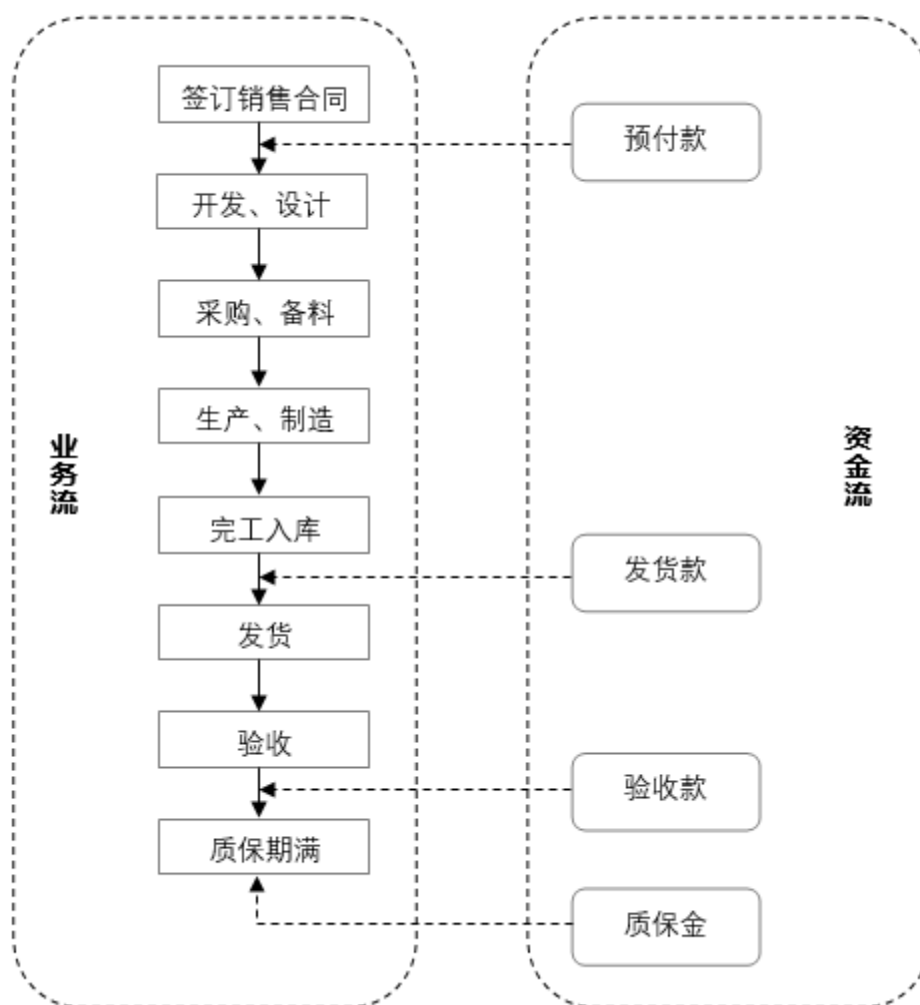 签订销售合同
预付款
开发、设计
采购、备料
生产、制造
业务流
资金流
完工入库
发货款
发货
验收
验收款
质保期满
质保金